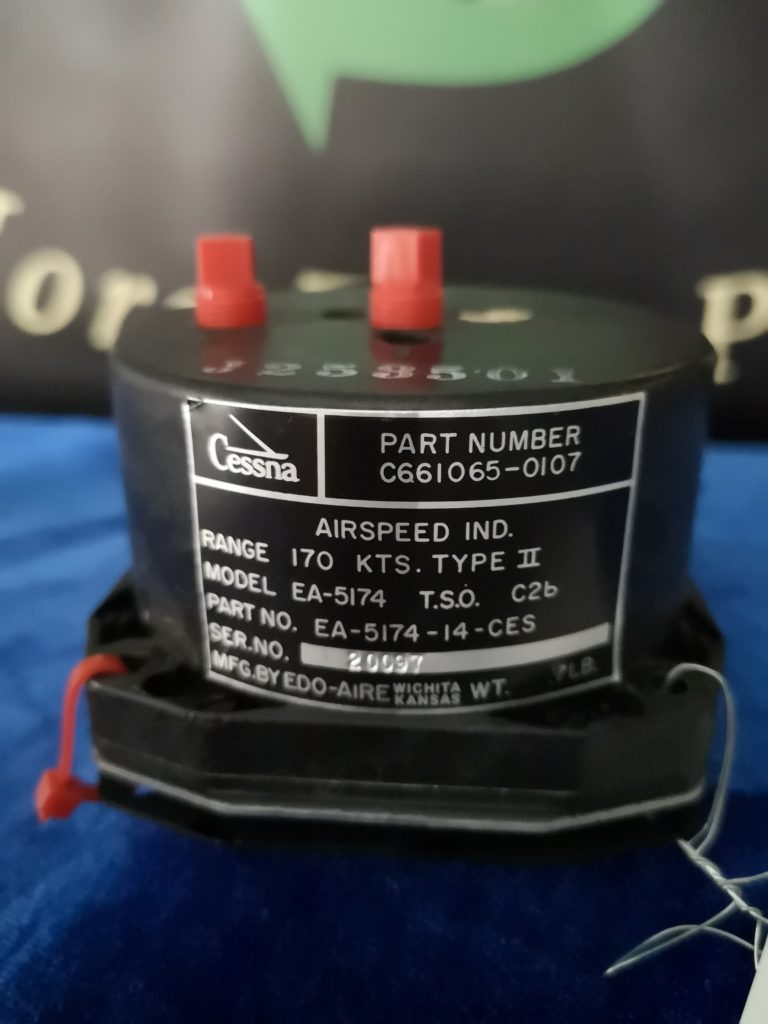 J253501
Cessna
PART NUMBER
C661065-0107
AIRSPEED IND.
RANGE 170 KTS. TYPE II
MODEL EA-5174 T.S.O. C2b
PART NO. EA-5174-14-CES
SER.NO. 20097
MFG.BY EDO-AIRE WICHITA KANSAS WT. LB.